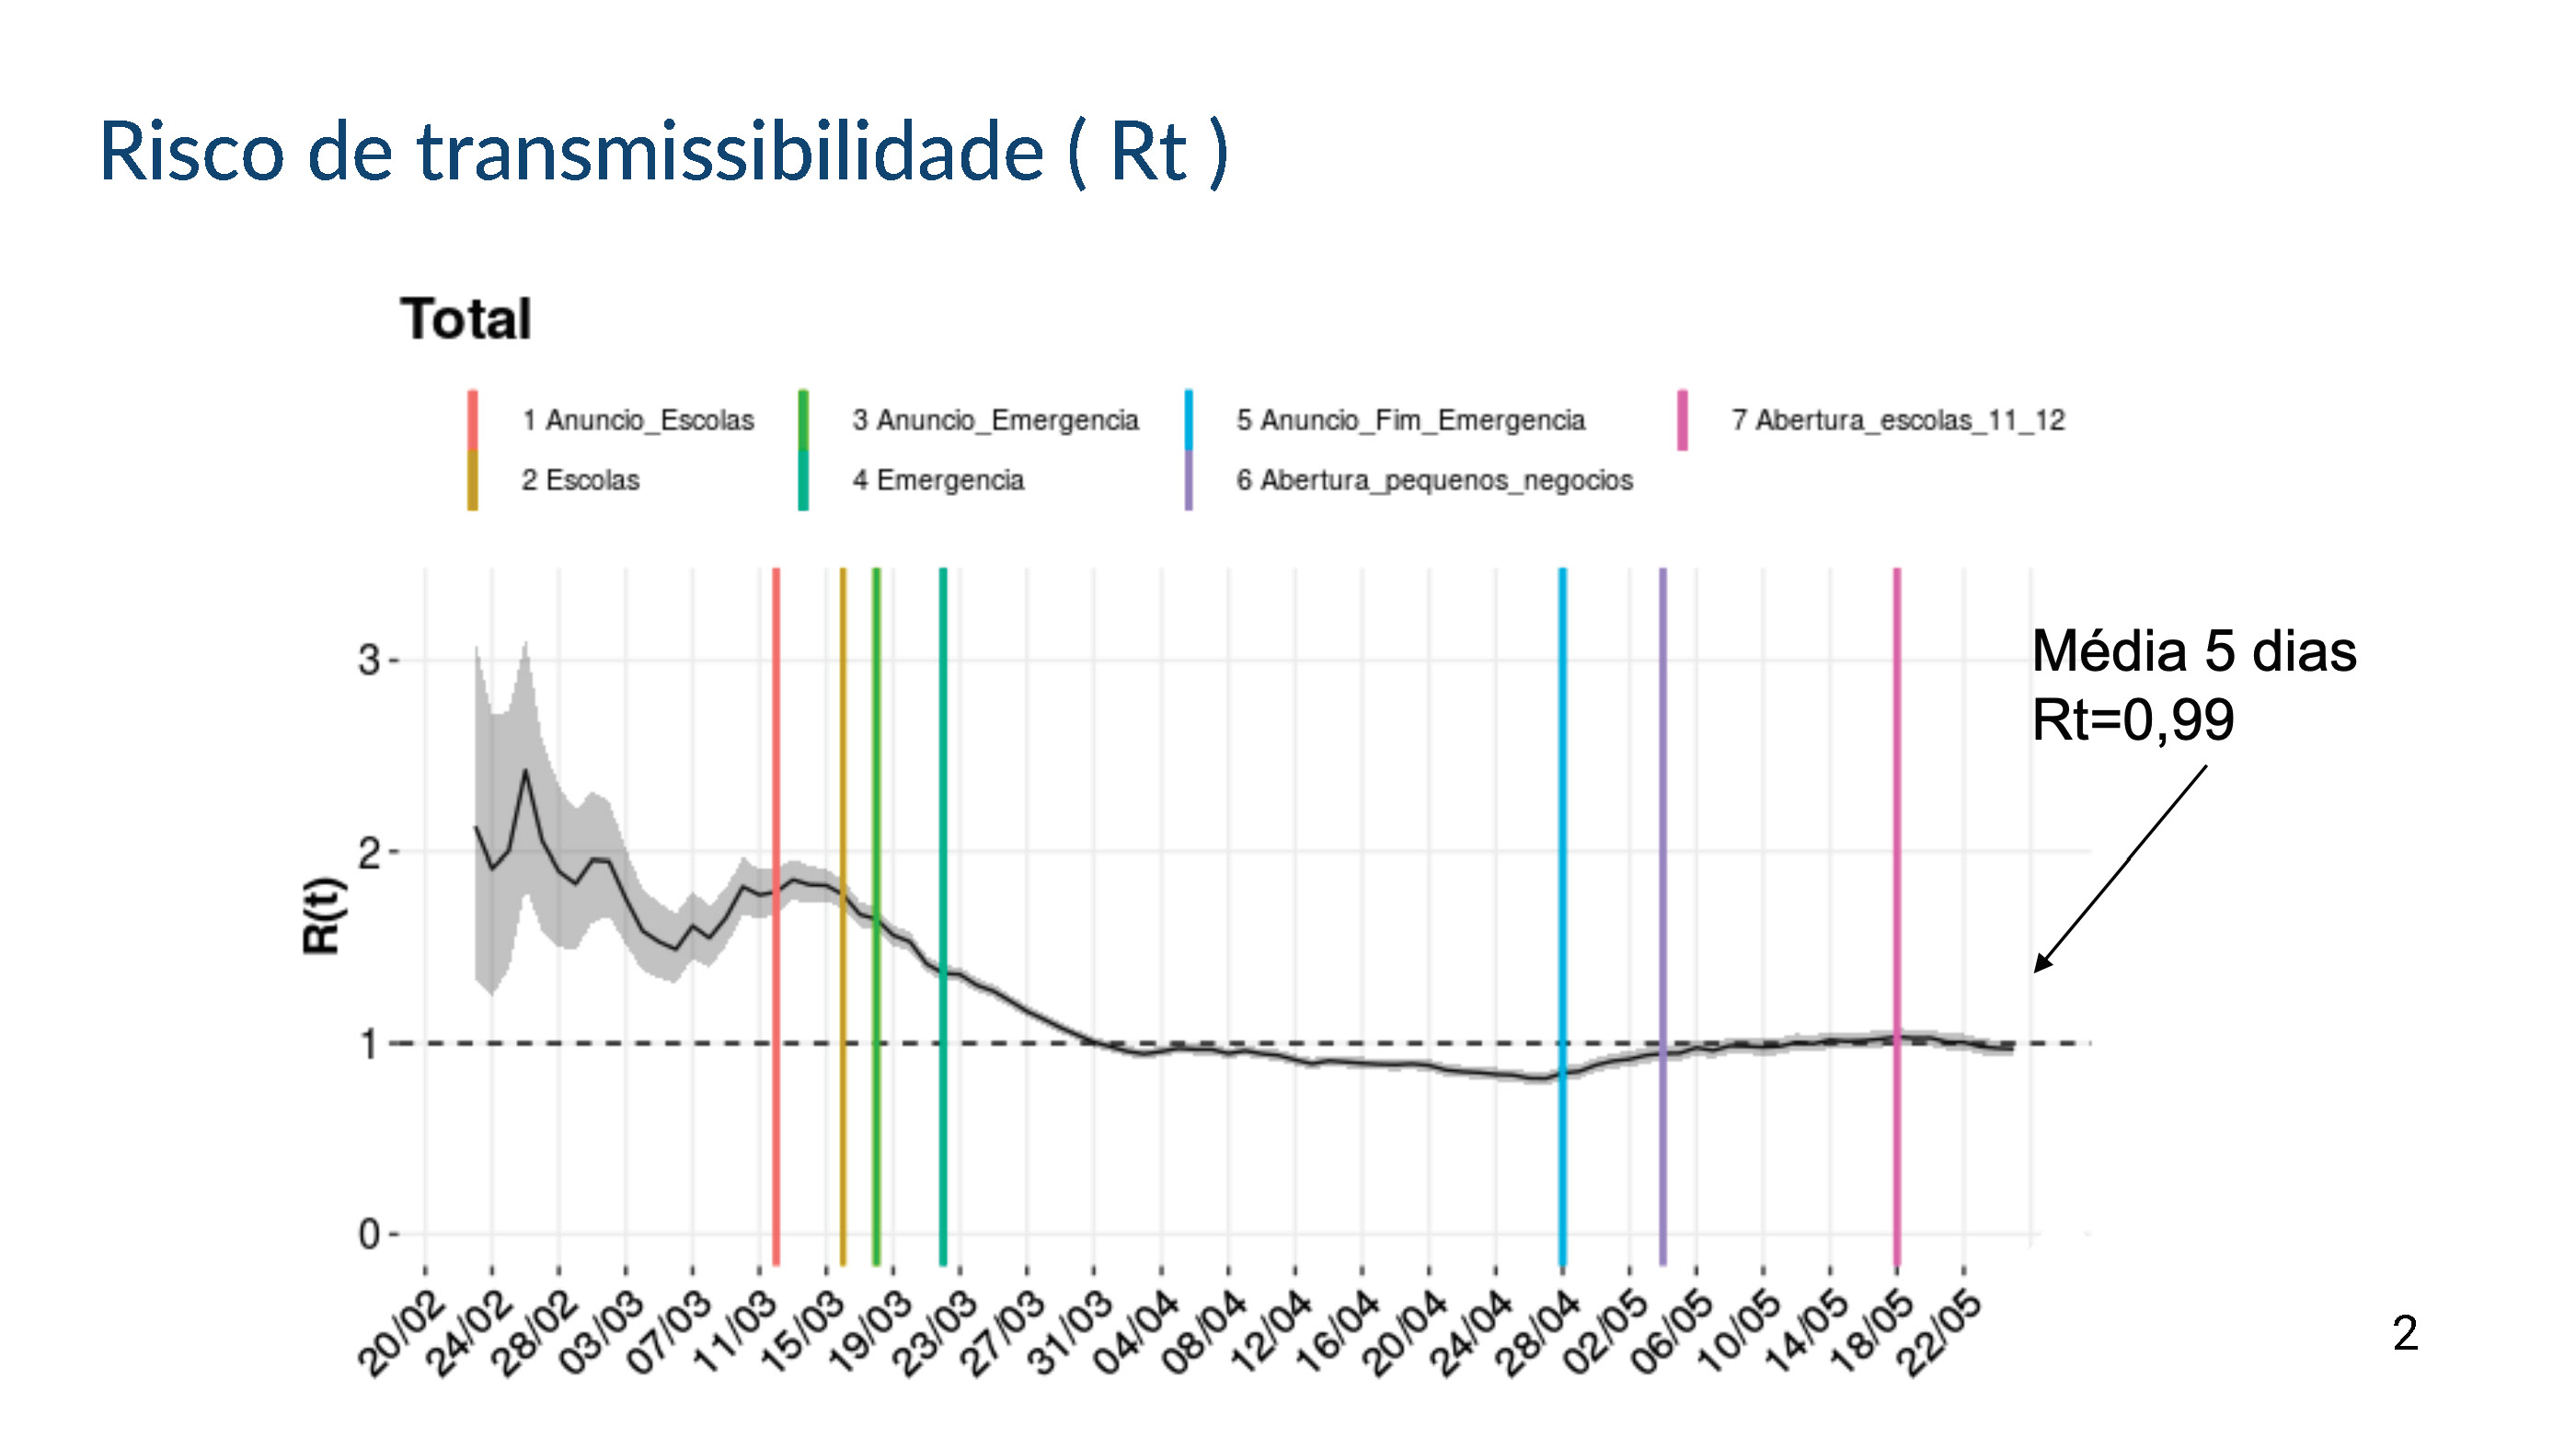 Risco de transmissibilidade ( Rt )
Total
1 Anuncio_Escolas
3 Anuncio_Emergencia
5 Anuncio_Fim_Emergencia
7 Abertura_escolas_11_12
2 Escolas
4 Emergencia
6 Abertura_pequenos_negocios
Média 5 dias
Rt=0,99
R(t)
3
2
1
0
20/02
24/02
28/02
03/03
07/03
11/03
15/03
19/03
23/03
27/03
31/03
04/04
08/04
12/04
16/04
20/04
24/04
28/04
02/05
06/05
10/05
14/05
18/05
22/05
2